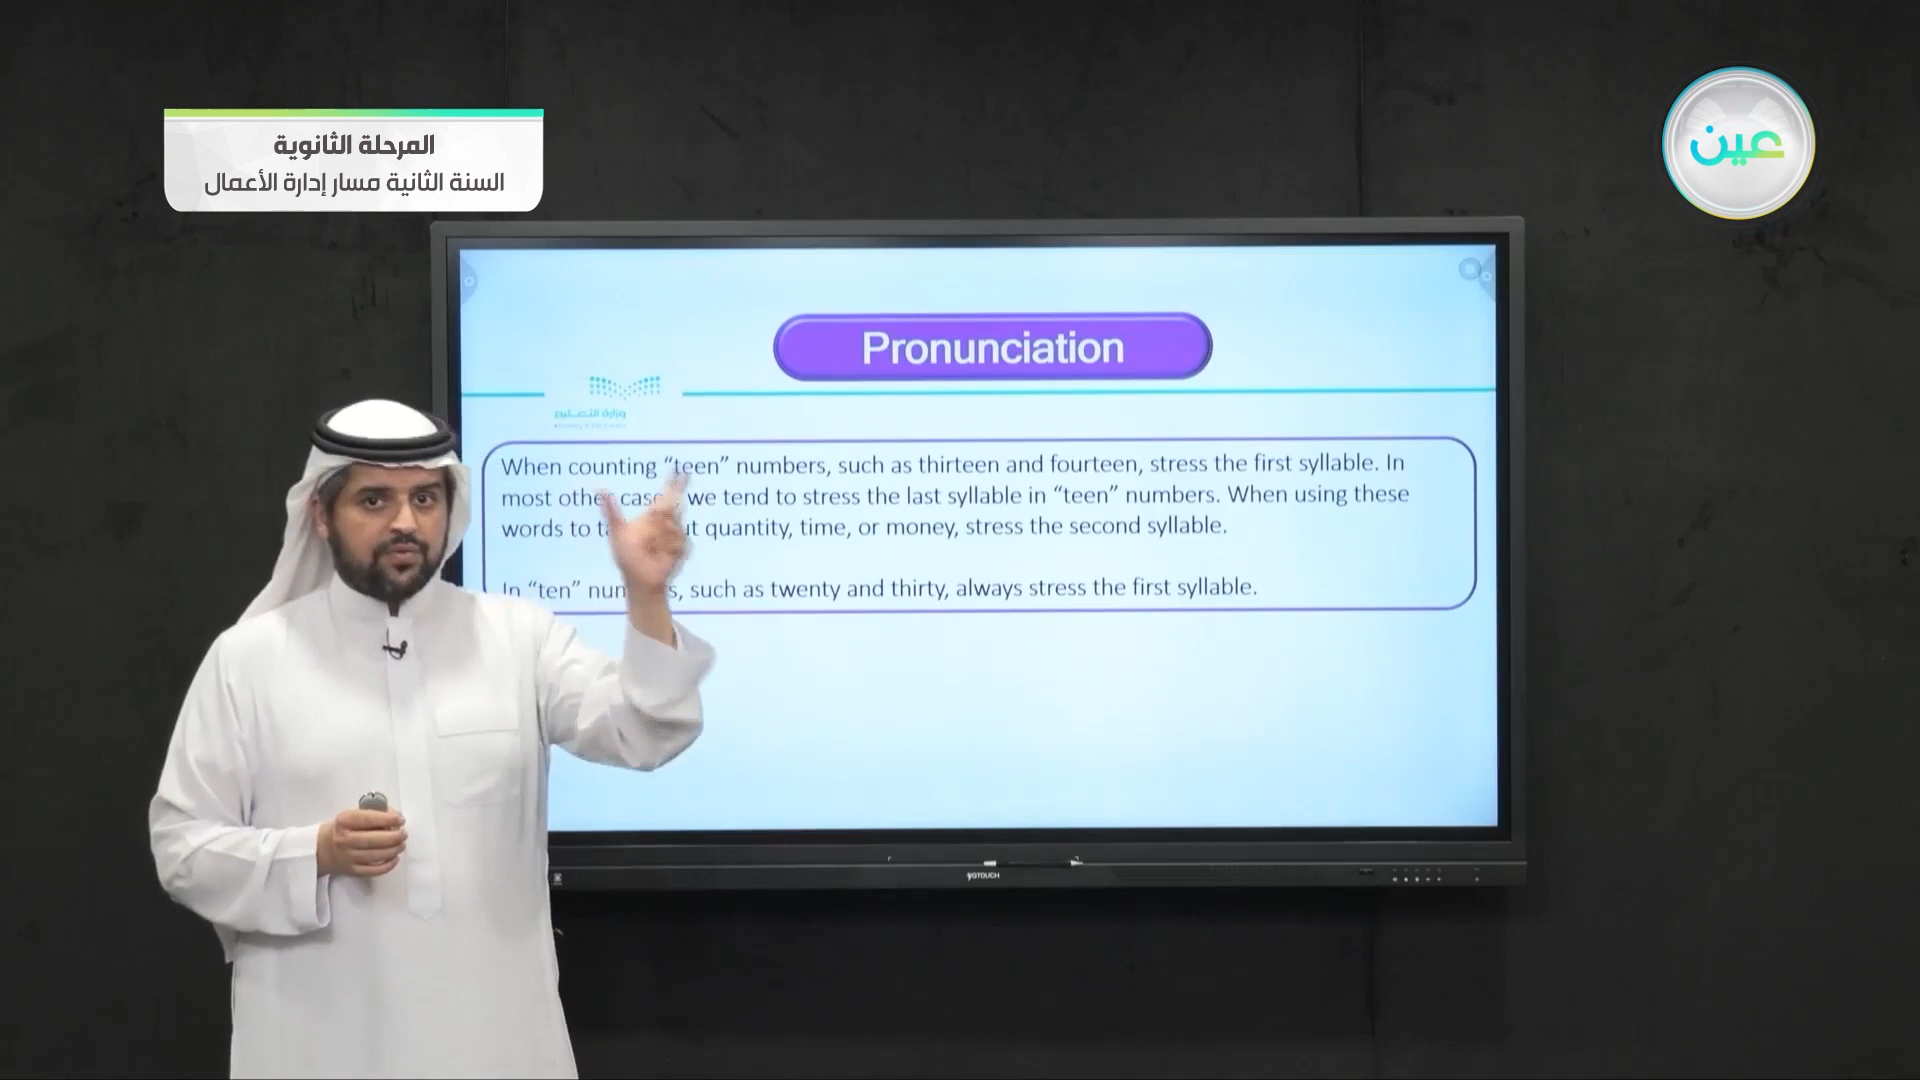 المرحلة الثانوية
السنة الثانية مسار إدارة الأعمال
عين
Pronunciation
وزارة التعليم
When counting “teen” numbers, such as thirteen and fourteen, stress the first syllable. In
most other we tend to stress the last syllable in “teen” numbers. When using these
words to quantity, time, or money, stress the second syllable.
In “ten” such as twenty and thirty, always stress the first syllable.